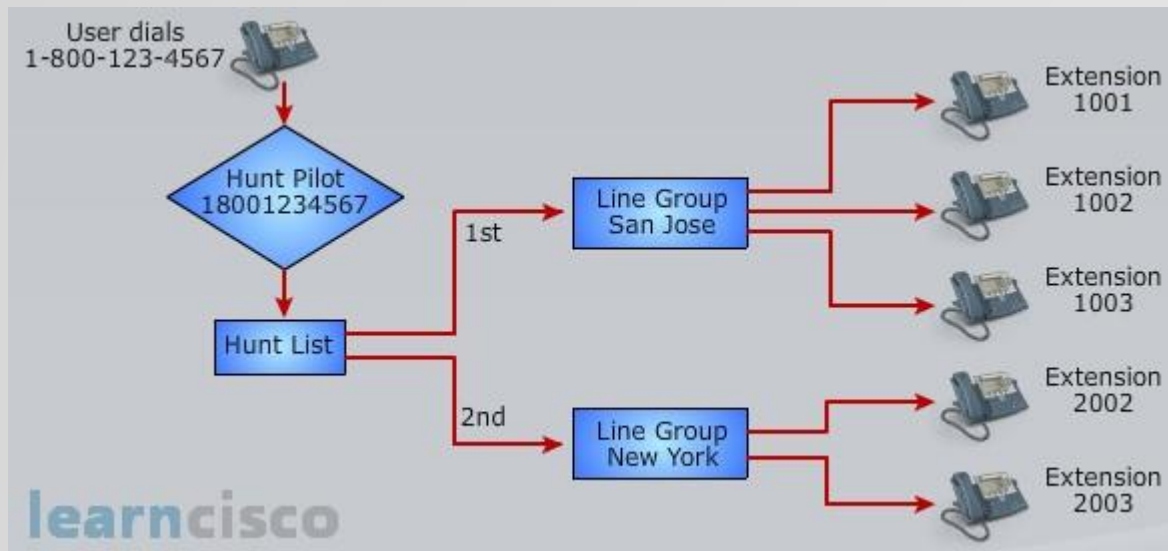 User dials
1-800-123-4567
Hunt Pilot
18001234567
Hunt List
1st
2nd
Line Group
San Jose
Line Group
New York
Extension
1001
Extension
1002
Extension
1003
Extension
2002
Extension
2003
learncisco